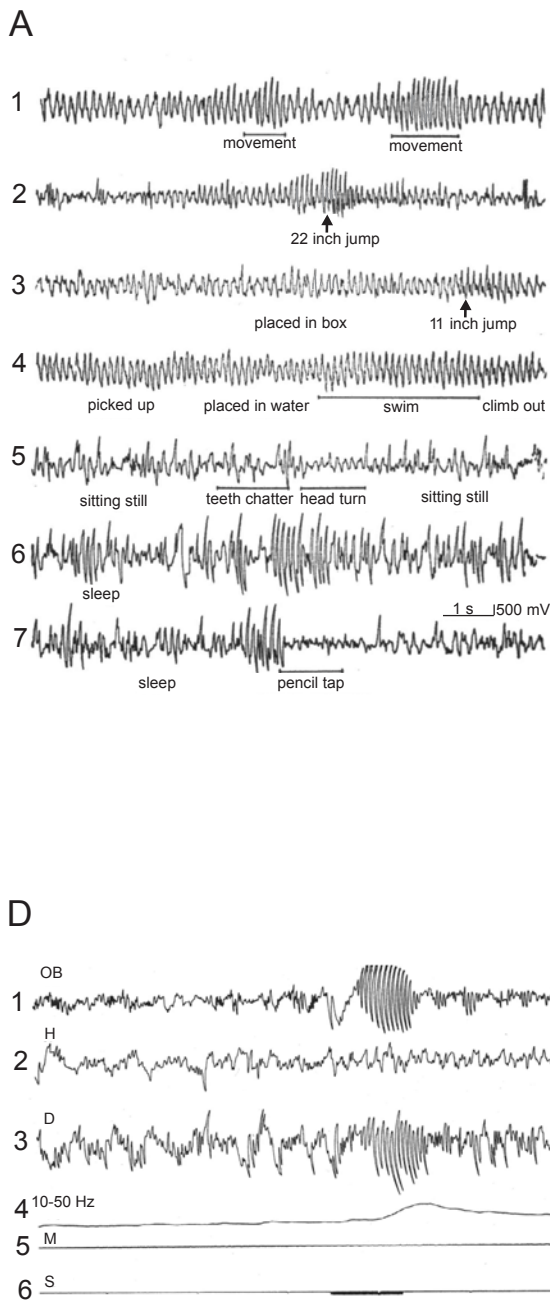 A
1
movement movement
2
22 inch jump
3
placed in box 11 inch jump
4
picked up placed in water swim climb out
5
sitting still teeth chatter head turn sitting still
6
sleep
1 s 500 mV
7
sleep pencil tap
D
OB
1
H
2
D
3
4 10-50 Hz
5 M
6 S